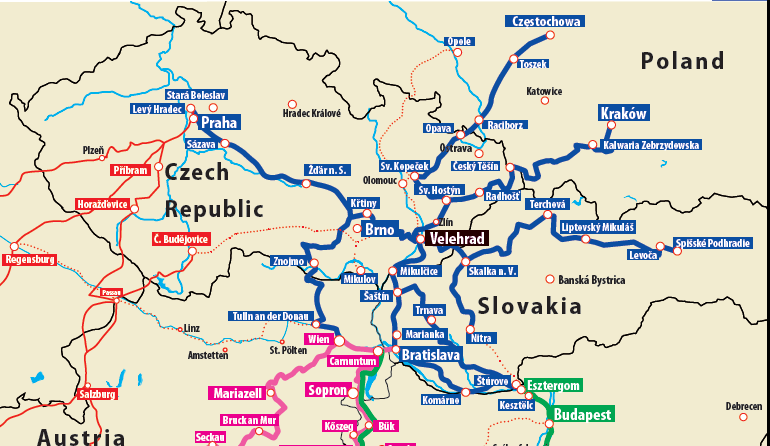 Częstochowa
Opole
Poland
Toszek
Stará Boleslav
Katowice
Levý Hradec
Hradec Králové
Kraków
Praha
Opava
Raciborz
Sázava
Ostrava
Kalwaria Zebrzydowska
Plzeň
Příbram
Czech
Žďár n. S.
Sv. Kopeček
Český Těšín
Olomouc
Sv. Hostýn
Radhošť
Horažďovice
Republic
Křtiny
Terchová
Zlín
Brno
Velehrad
Liptovský Mikuláš
Č. Budějovice
Spišské Podhradie
Levoča
Regensburg
Znojmo
Mikulov
Mikulčice
Skalka n. V.
Banská Bystrica
Passau
Šaštín
Slovakia
Trnava
Tulln an der Donau
Linz
Wien
Marianka
Nitra
St. Pölten
Amstetten
Carnuntum
Bratislava
Štúrovo
Esztergom
Salzburg
Mariazell
Sopron
Komárno
Kesztölc
Debrecen
Budapest
Bruck an Mur
Kőszeg
Bük
Austria
Seckau